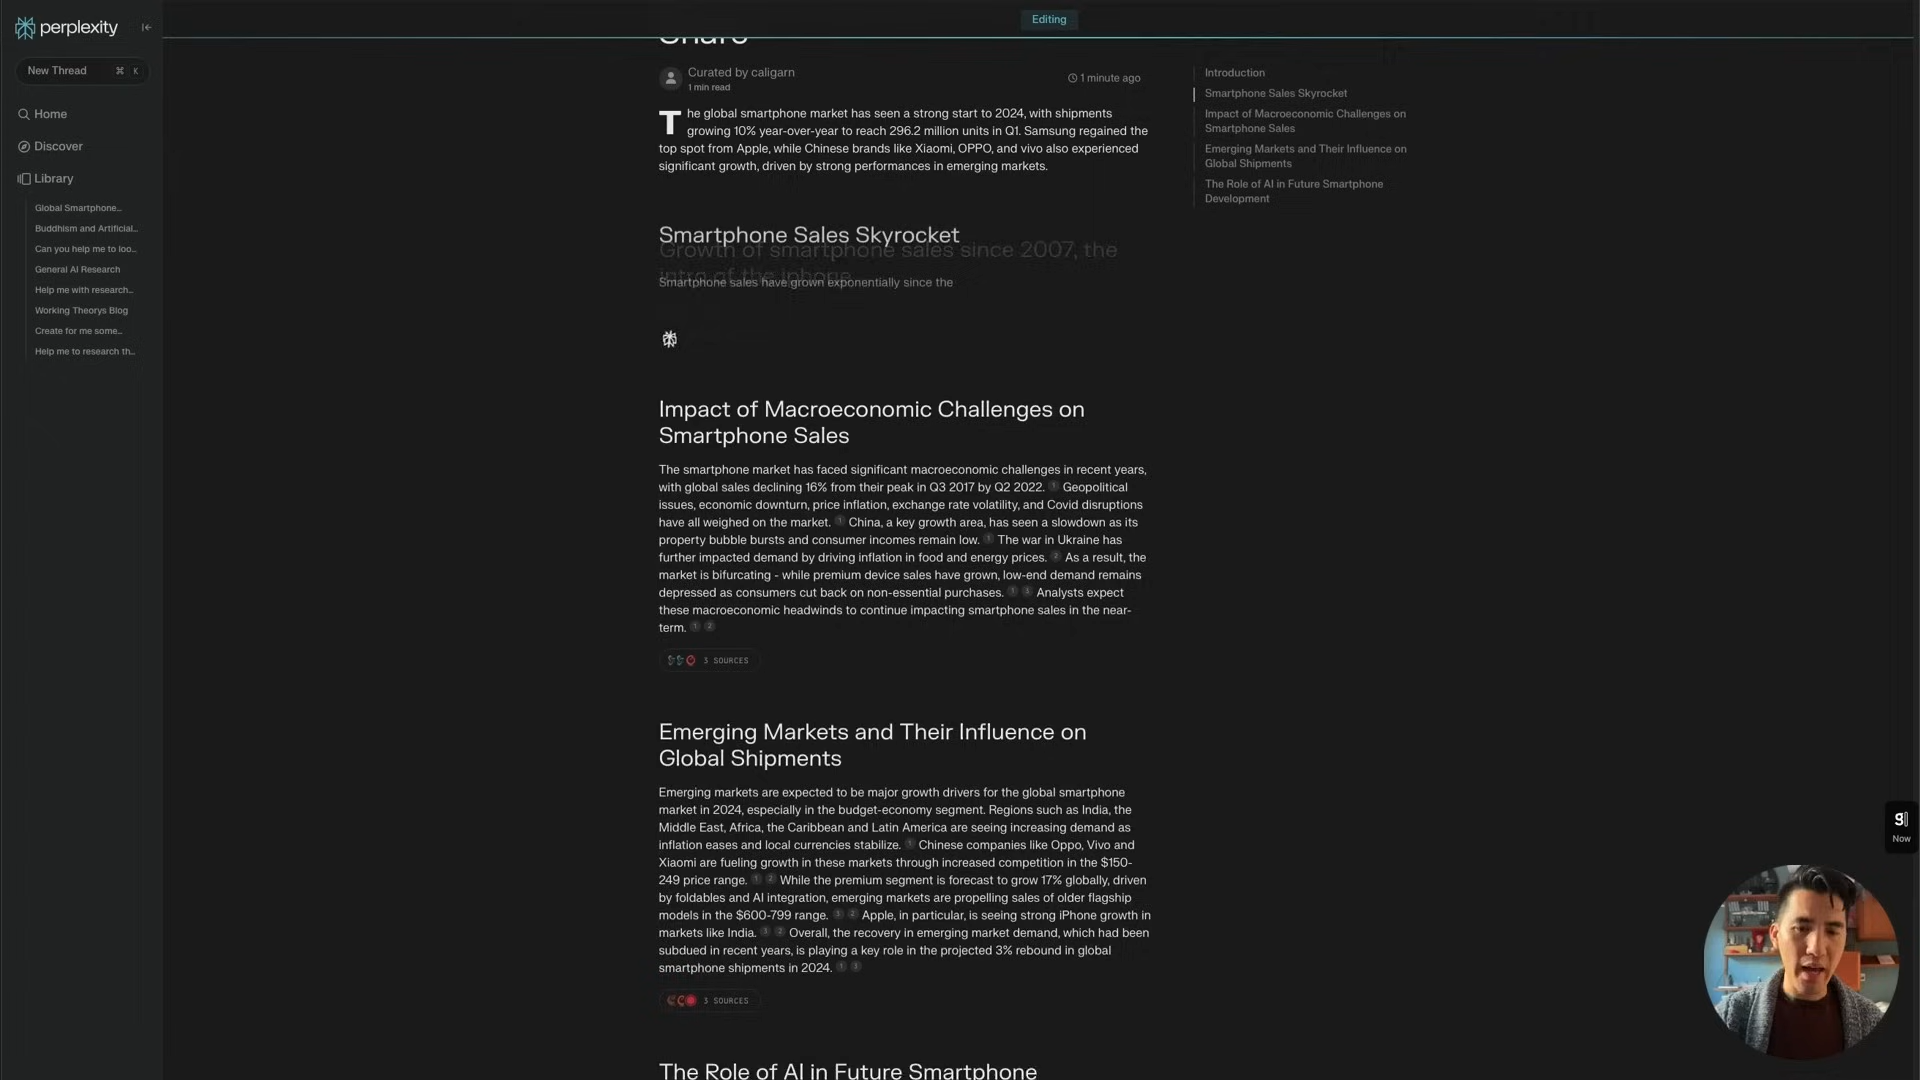 perplexity
Editing
New Thread ⌘ K
Home
Discover
Library
Global Smartphone...
Buddhism and Artificial...
Can you help me to loo...
General AI Research
Help me with research...
Working Theorys Blog
Create for me some...
Help me to research th...
Share
Curated by caligarn
1 min read
1 minute ago
The global smartphone market has seen a strong start to 2024, with shipments
growing 10% year-over-year to reach 296.2 million units in Q1. Samsung regained the
top spot from Apple, while Chinese brands like Xiaomi, OPPO, and vivo also experienced
significant growth, driven by strong performances in emerging markets.
Smartphone Sales Skyrocket
Growth of smartphone sales since 2007, the
intro of the iphone
Smartphone sales have grown exponentially since the
Impact of Macroeconomic Challenges on
Smartphone Sales
The smartphone market has faced significant macroeconomic challenges in recent years,
with global sales declining 16% from their peak in Q3 2017 by Q2 2022. 1 Geopolitical
issues, economic downturn, price inflation, exchange rate volatility, and Covid disruptions
have all weighed on the market. 1 China, a key growth area, has seen a slowdown as its
property bubble bursts and consumer incomes remain low. 1 The war in Ukraine has
further impacted demand by driving inflation in food and energy prices. 2 As a result, the
market is bifurcating - while premium device sales have grown, low-end demand remains
depressed as consumers cut back on non-essential purchases. 1 3 Analysts expect
these macroeconomic headwinds to continue impacting smartphone sales in the near-
term. 1 2
3 SOURCES
Emerging Markets and Their Influence on
Global Shipments
Emerging markets are expected to be major growth drivers for the global smartphone
market in 2024, especially in the budget-economy segment. Regions such as India, the
Middle East, Africa, the Caribbean and Latin America are seeing increasing demand as
inflation eases and local currencies stabilize. 1 Chinese companies like Oppo, Vivo and
Xiaomi are fueling growth in these markets through increased competition in the $150-
249 price range. 1 2 While the premium segment is forecast to grow 17% globally, driven
by foldables and AI integration, emerging markets are propelling sales of older flagship
models in the $600-799 range. 3 2 Apple, in particular, is seeing strong iPhone growth in
markets like India. 3 2 Overall, the recovery in emerging market demand, which had been
subdued in recent years, is playing a key role in the projected 3% rebound in global
smartphone shipments in 2024. 1 3
3 SOURCES
The Role of AI in Future Smartphone
Introduction
Smartphone Sales Skyrocket
Impact of Macroeconomic Challenges on
Smartphone Sales
Emerging Markets and Their Influence on
Global Shipments
The Role of AI in Future Smartphone
Development
g
Now